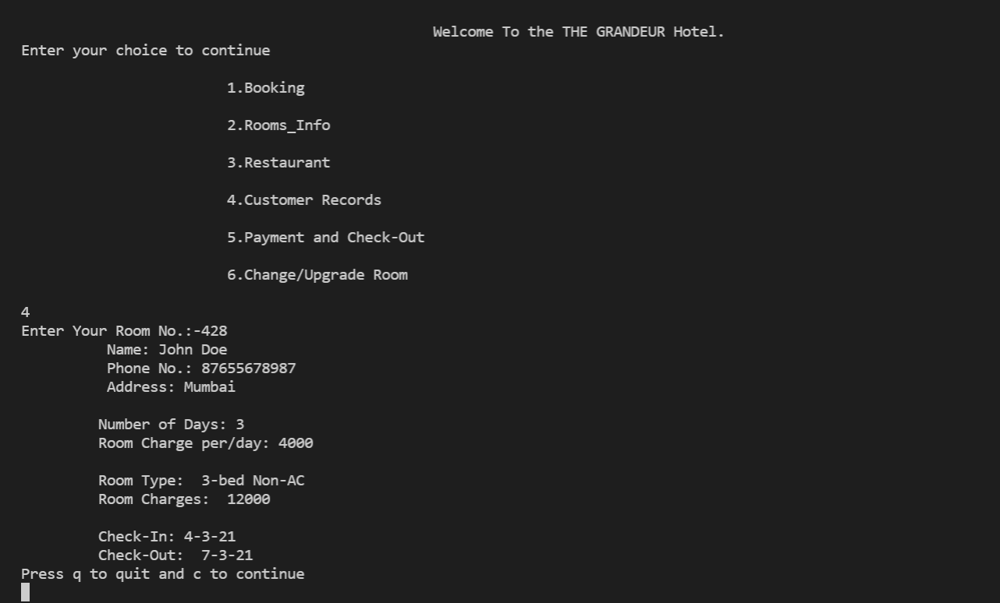 Welcome To the THE GRANDEUR Hotel.
Enter your choice to continue
1.Booking
2.Rooms_Info
3.Restaurant
4.Customer Records
5.Payment and Check-Out
6.Change/Upgrade Room
4
Enter Your Room No.:-428
Name: John Doe
Phone No.: 87655678987
Address: Mumbai
Number of Days: 3
Room Charge per/day: 4000
Room Type:  3-bed Non-AC
Room Charges:  12000
Check-In: 4-3-21
Check-Out:  7-3-21
Press q to quit and c to continue